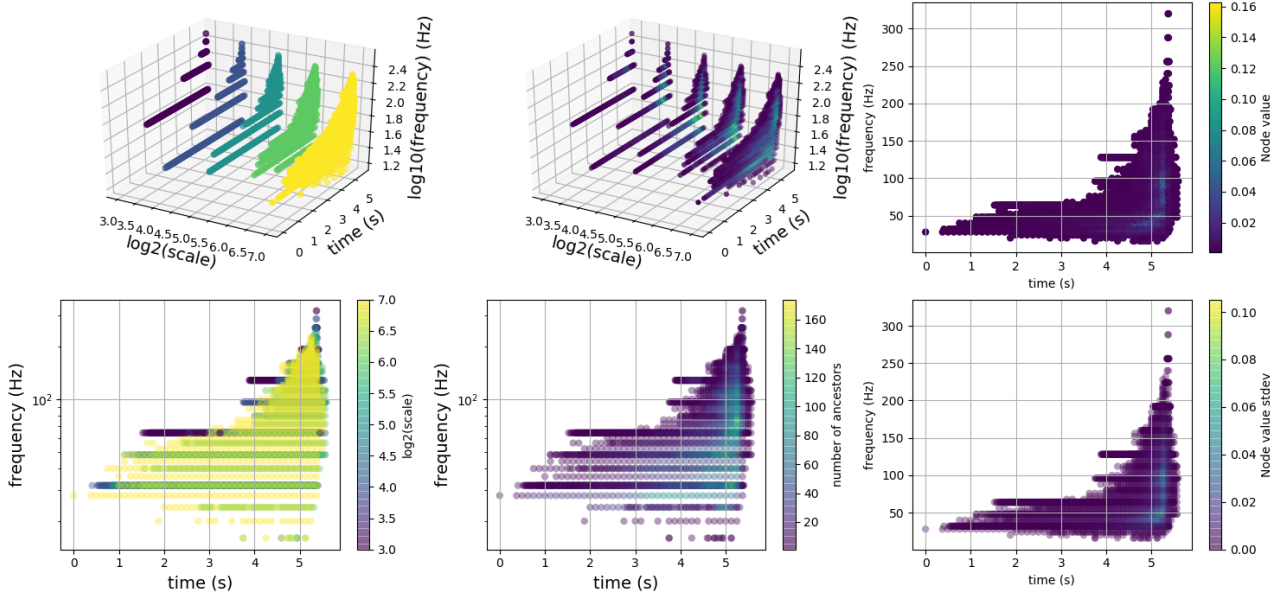 2.4
2.2
2.0
1.8
1.6
1.4
1.2
log10(frequency) (Hz)
3.0 3.5 4.0 4.5 5.0 5.5 6.0 6.5 7.0
log2(scale)
0 1 2 3 4 5
time (s)
2.4
2.2
2.0
1.8
1.6
1.4
1.2
log10(frequency) (Hz)
3.0 3.5 4.0 4.5 5.0 5.5 6.0 6.5 7.0
log2(scale)
0 1 2 3 4 5
time (s)
300
250
200
150
100
50
frequency (Hz)
0 1 2 3 4 5
time (s)
0.16
0.14
0.12
0.10
0.08
0.06
0.04
0.02
Node value
10²
frequency (Hz)
0 1 2 3 4 5
time (s)
7.0
6.5
6.0
5.5
5.0
4.5
4.0
3.5
3.0
log2(scale)
10²
frequency (Hz)
0 1 2 3 4 5
time (s)
160
140
120
100
80
60
40
20
number of ancestors
300
250
200
150
100
50
0
frequency (Hz)
0 1 2 3 4 5
time (s)
0.10
0.08
0.06
0.04
0.02
0.00
Node value stdev